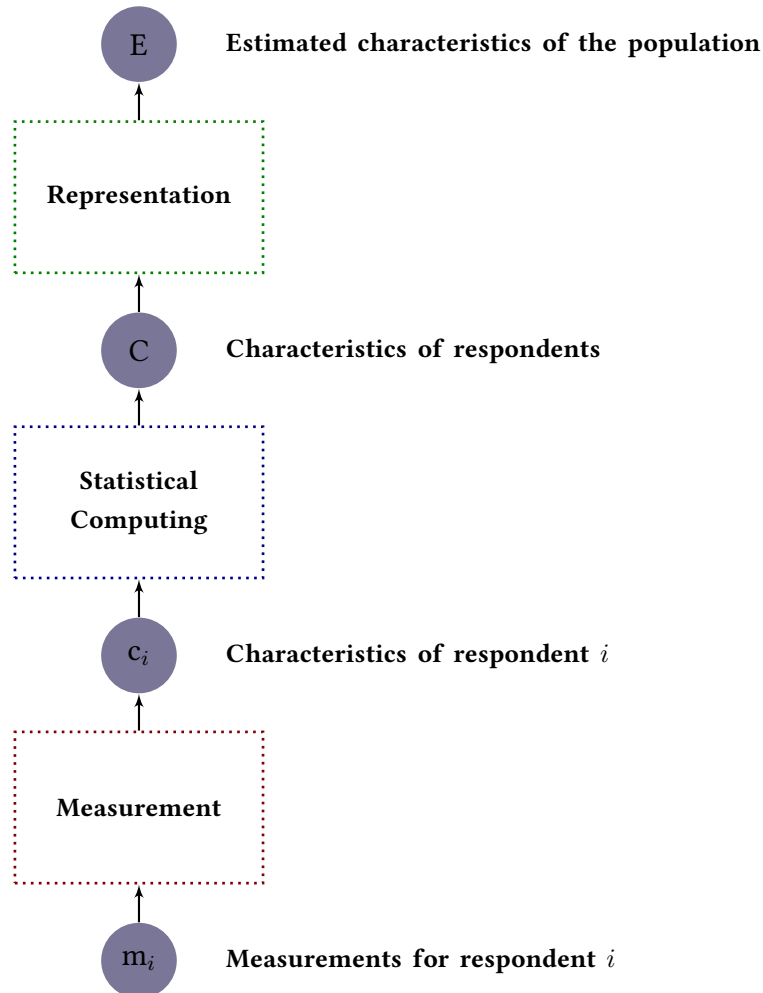 E Estimated characteristics of the population
Representation
C Characteristics of respondents
Statistical
Computing
c_i Characteristics of respondent i
Measurement
m_i Measurements for respondent i